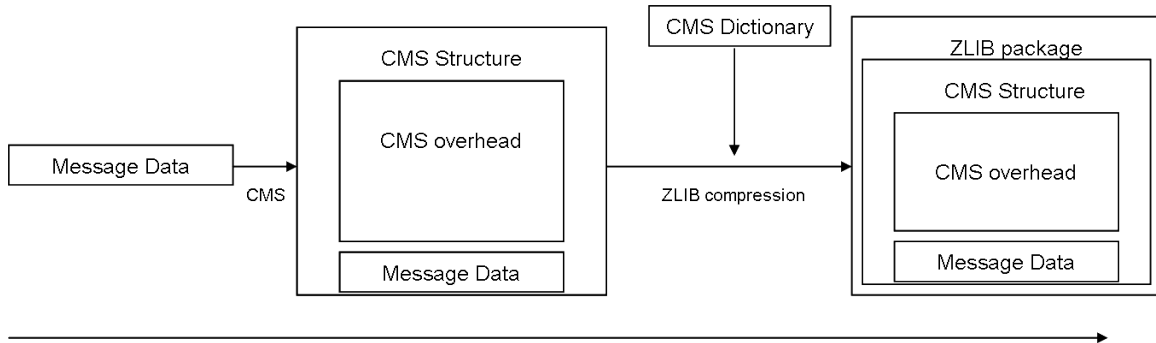 Message Data
CMS
CMS Structure
CMS overhead
Message Data
CMS Dictionary
ZLIB compression
ZLIB package
CMS Structure
CMS overhead
Message Data